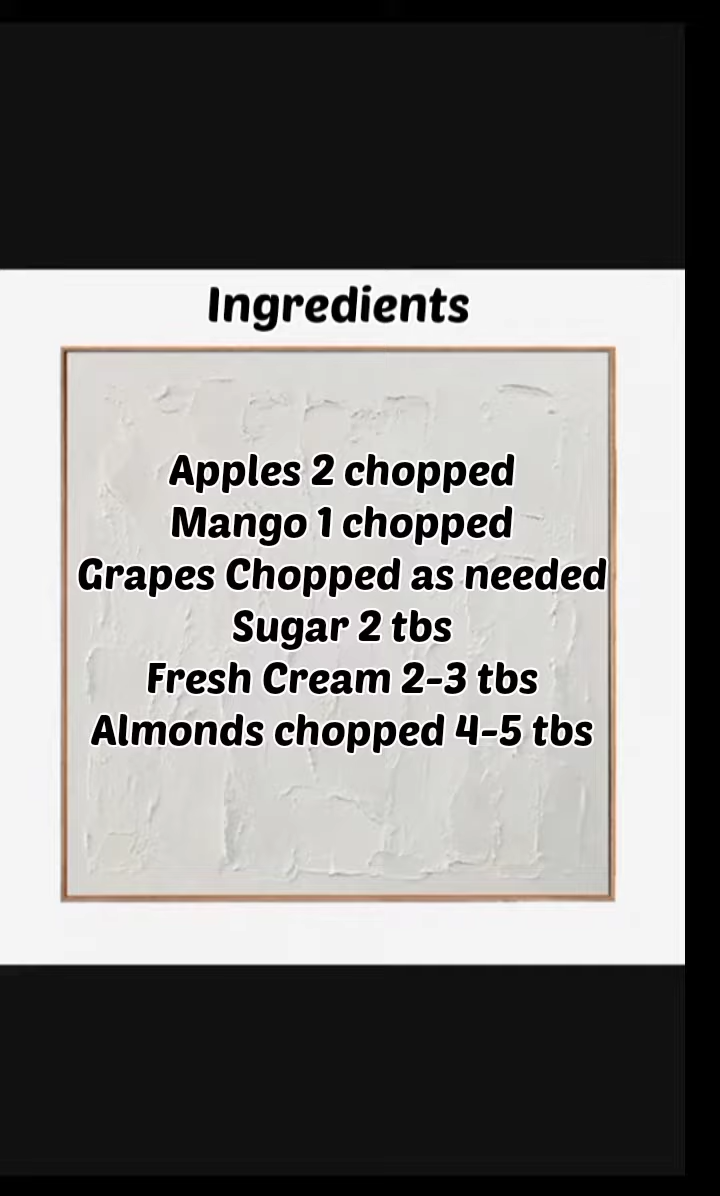 Ingredients
Apples 2 chopped
Mango 1 chopped
Grapes Chopped as needed
Sugar 2 tbs
Fresh Cream 2-3 tbs
Almonds chopped 4-5 tbs